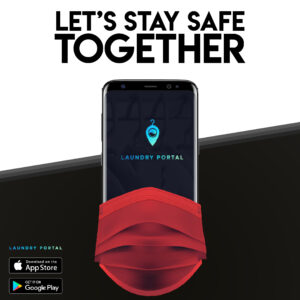 LET'S STAY SAFE
TOGETHER
LAUNDRY PORTAL
LAUNDRY PORTAL
Download on the
App Store
GET IT ON
Google Play